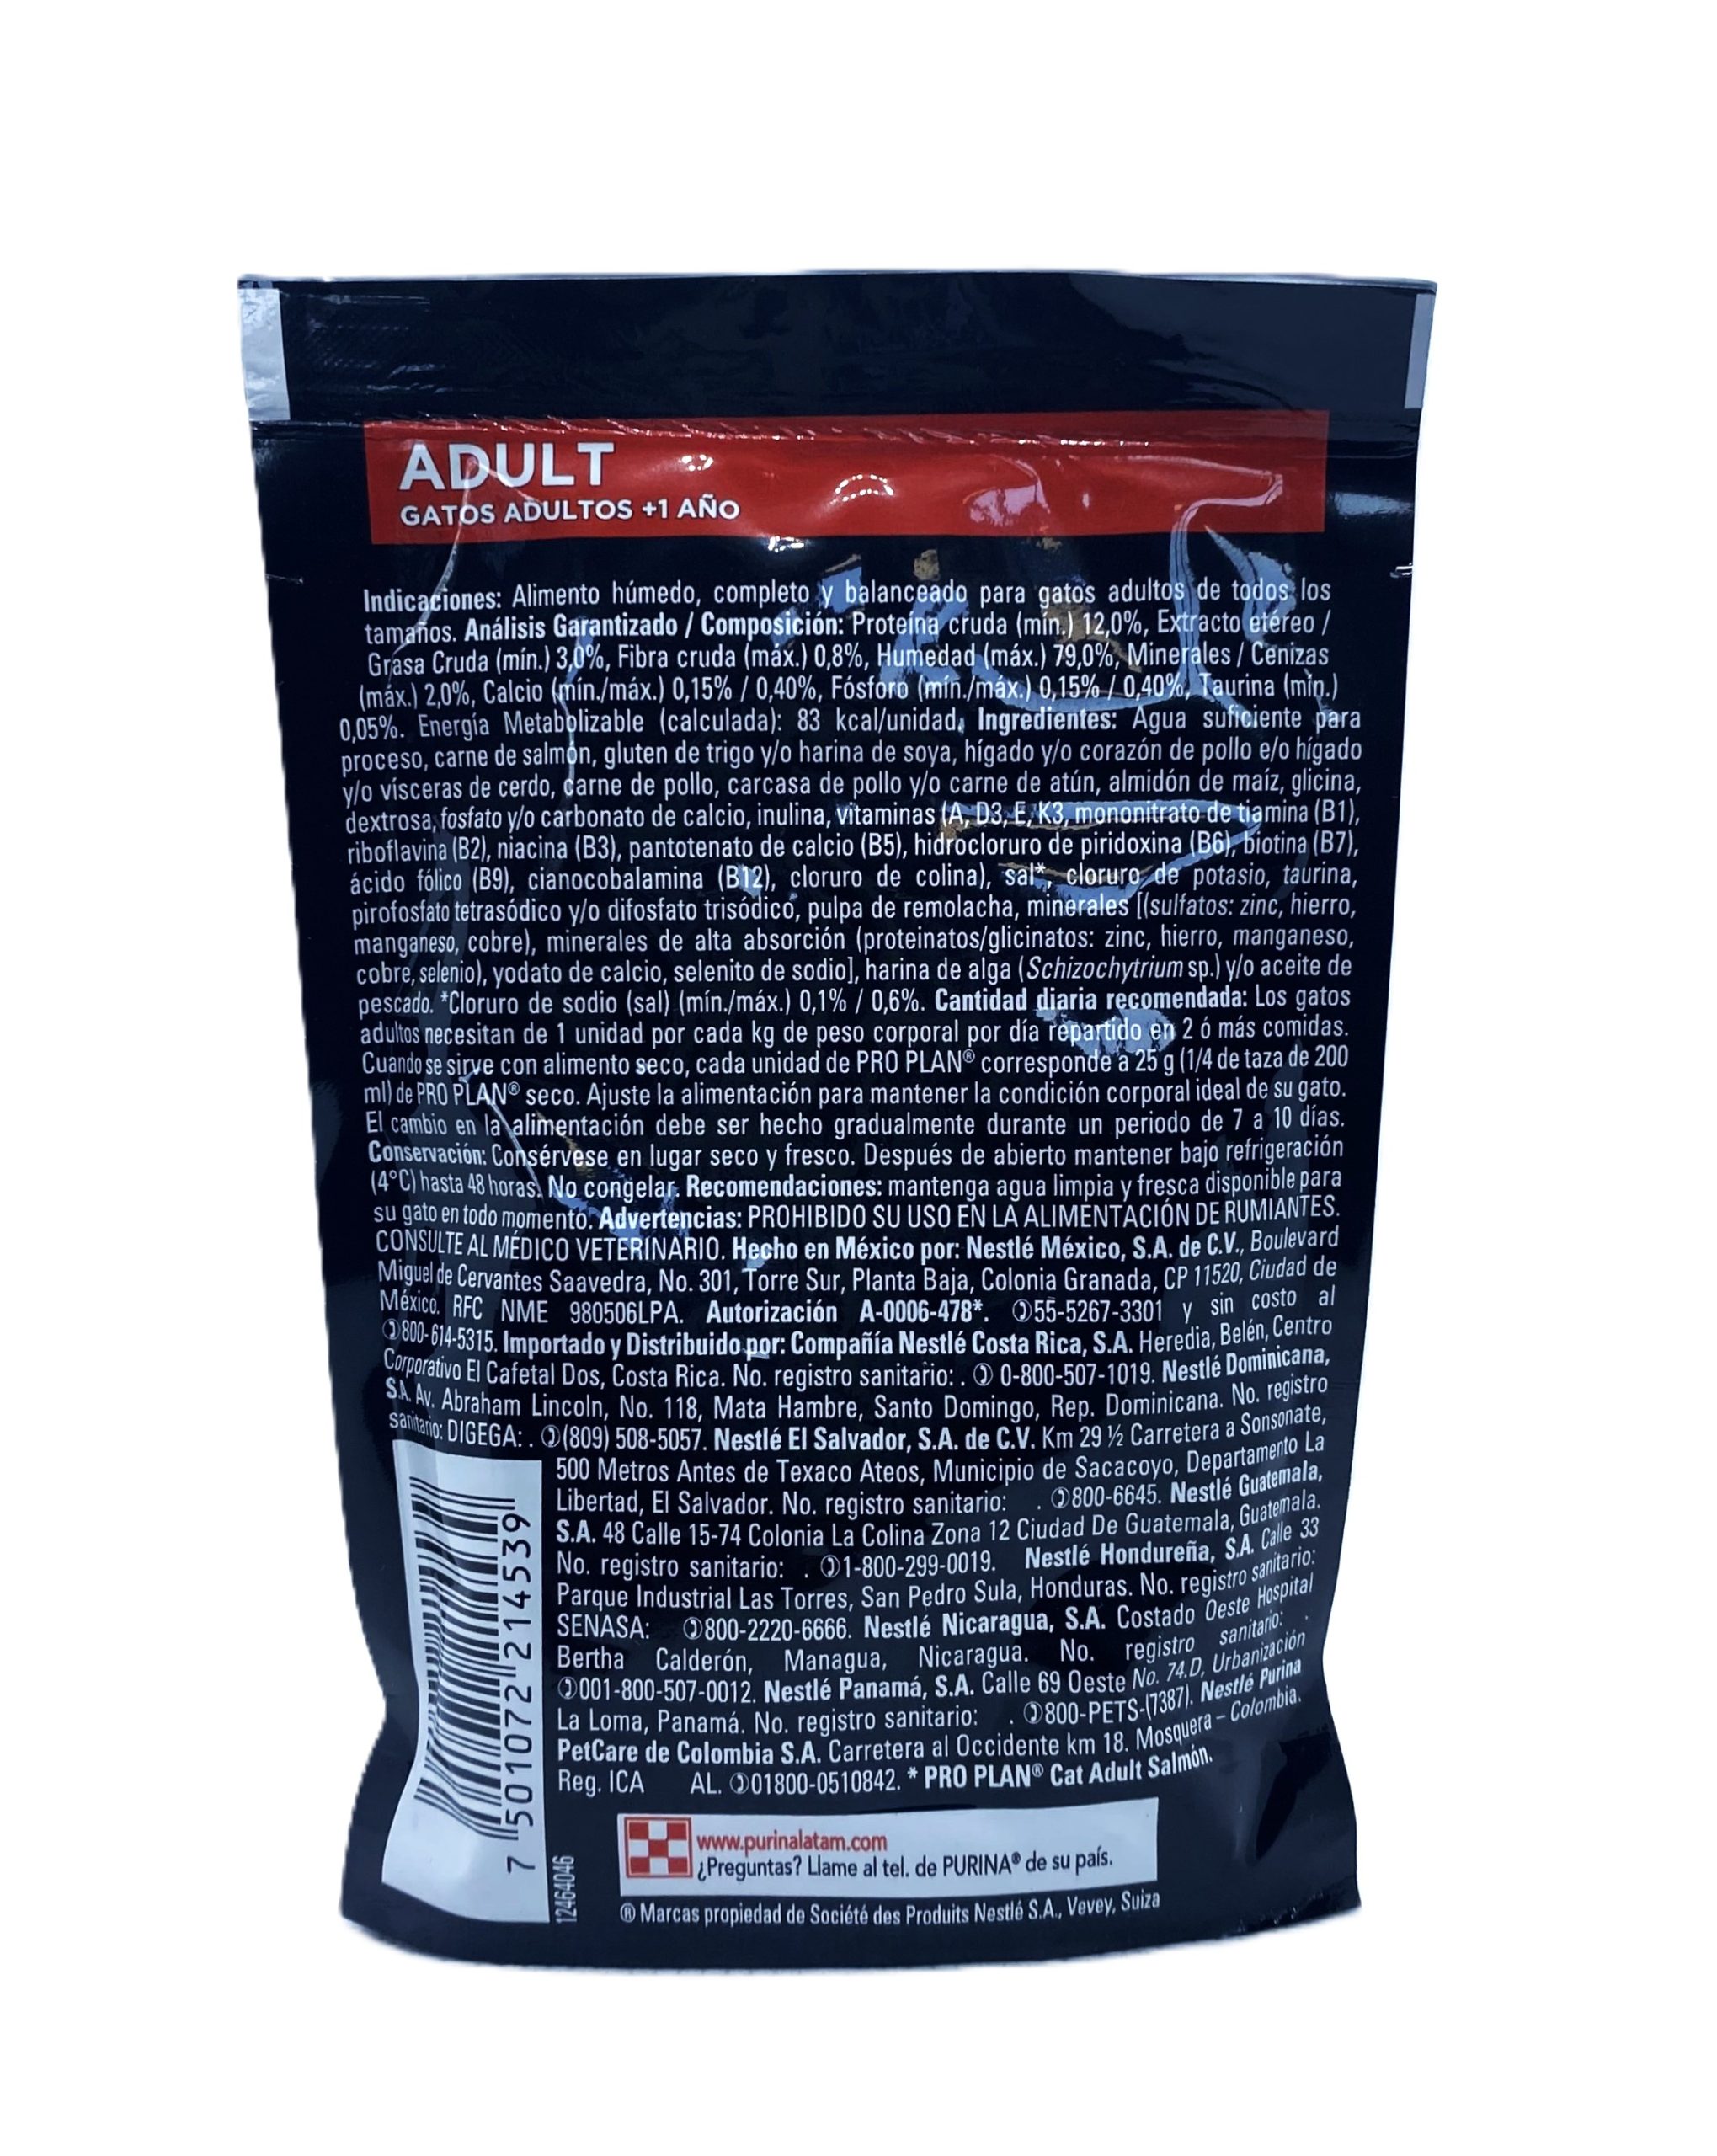 ADULT
GATOS ADULTOS +1 AÑO
Indicaciones: Alimento húmedo, completo y balanceado para gatos adultos de todos los
tamaños. Análisis Garantizado / Composición: Proteína cruda (mín.) 12,0%, Extracto etéreo /
Grasa Cruda (mín.) 3,0%, Fibra cruda (máx.) 0,8%, Humedad (máx.) 79,0%, Minerales / Cenizas
(máx.) 2,0%, Calcio (mín./máx.) 0,15% / 0,40%, Fósforo (mín./máx.) 0,15% / 0,40%, Taurina (mín.)
0,05%. Energía Metabolizable (calculada): 83 kcal/unidad, Ingredientes: Agua suficiente para
proceso, carne de salmón, gluten de trigo y/o harina de soya, hígado y/o corazón de pollo e/o hígado
y/o vísceras de cerdo, carne de pollo, carcasa de pollo y/o carne de atún, almidón de maíz, glicina,
dextrosa, fosfato y/o carbonato de calcio, inulina, vitaminas (A, D3, E, K3, mononitrato de tiamina (B1),
riboflavina (B2), niacina (B3), pantotenato de calcio (B5), hidrocloruro de piridoxina (B6), biotina (B7),
ácido fólico (B9), cianocobalamina (B12), cloruro de colina), sal*, cloruro de potasio, taurina,
pirofosfato tetrasódico y/o difosfato trisódico, pulpa de remolacha, minerales [(sulfatos: zinc, hierro,
manganeso, cobre), minerales de alta absorción (proteinatos/glicinatos: zinc, hierro, manganeso,
cobre, selenio), yodato de calcio, selenito de sodio], harina de alga (Schizochytrium sp.) y/o aceite de
pescado. *Cloruro de sodio (sal) (mín./máx.) 0,1% / 0,6%. Cantidad diaria recomendada: Los gatos
adultos necesitan de 1 unidad por cada kg de peso corporal por día repartido en 2 ó más comidas.
Cuando se sirve con alimento seco, cada unidad de PRO PLAN® corresponde a 25 g (1/4 de taza de 200
ml) de PRO PLAN® seco. Ajuste la alimentación para mantener la condición corporal ideal de su gato.
El cambio en la alimentación debe ser hecho gradualmente durante un periodo de 7 a 10 días.
Conservación: Consérvese en lugar seco y fresco. Después de abierto mantener bajo refrigeración
(4°C) hasta 48 horas. No congelar. Recomendaciones: mantenga agua limpia y fresca disponible para
su gato en todo momento. Advertencias: PROHIBIDO SU USO EN LA ALIMENTACIÓN DE RUMIANTES.
CONSULTE AL MÉDICO VETERINARIO. Hecho en México por: Nestlé México, S.A. de C.V., Boulevard
Miguel de Cervantes Saavedra, No. 301, Torre Sur, Planta Baja, Colonia Granada, CP 11520, Ciudad de
México. RFC NME 980506LPA. Autorización A-0006-478*. 55-5267-3301 y sin costo al
800-614-5315. Importado y Distribuido por: Compañía Nestlé Costa Rica, S.A. Heredia, Belén, Centro
Corporativo El Cafetal Dos, Costa Rica. No. registro sanitario: . 0-800-507-1019. Nestlé Dominicana,
S.A. Av. Abraham Lincoln, No. 118, Mata Hambre, Santo Domingo, Rep. Dominicana. No. registro
sanitario: DIGEGA: . (809) 508-5057. Nestlé El Salvador, S.A. de C.V. Km 29 ½ Carretera a Sonsonate,
500 Metros Antes de Texaco Ateos, Municipio de Sacacoyo, Departamento La
Libertad, El Salvador. No. registro sanitario: . 800-6645. Nestlé Guatemala,
S.A. 48 Calle 15-74 Colonia La Colina Zona 12 Ciudad De Guatemala, Guatemala.
No. registro sanitario: . 1-800-299-0019. Nestlé Hondureña, S.A. Calle 33
Parque Industrial Las Torres, San Pedro Sula, Honduras. No. registro sanitario:
SENASA: 800-2220-6666. Nestlé Nicaragua, S.A. Costado Oeste Hospital
Bertha Calderón, Managua, Nicaragua. No. registro sanitario: .
001-800-507-0012. Nestlé Panamá, S.A. Calle 69 Oeste No. 74.D, Urbanización
La Loma, Panamá. No. registro sanitario: . 800-PETS-(7387). Nestlé Purina
PetCare de Colombia S.A. Carretera al Occidente km 18. Mosquera – Colombia.
Reg. ICA AL. 01800-0510842. * PRO PLAN® Cat Adult Salmón.
7 501072 214539
12464046
www.purinalatam.com
¿Preguntas? Llame al tel. de PURINA® de su país.
® Marcas propiedad de Société des Produits Nestlé S.A., Vevey, Suiza